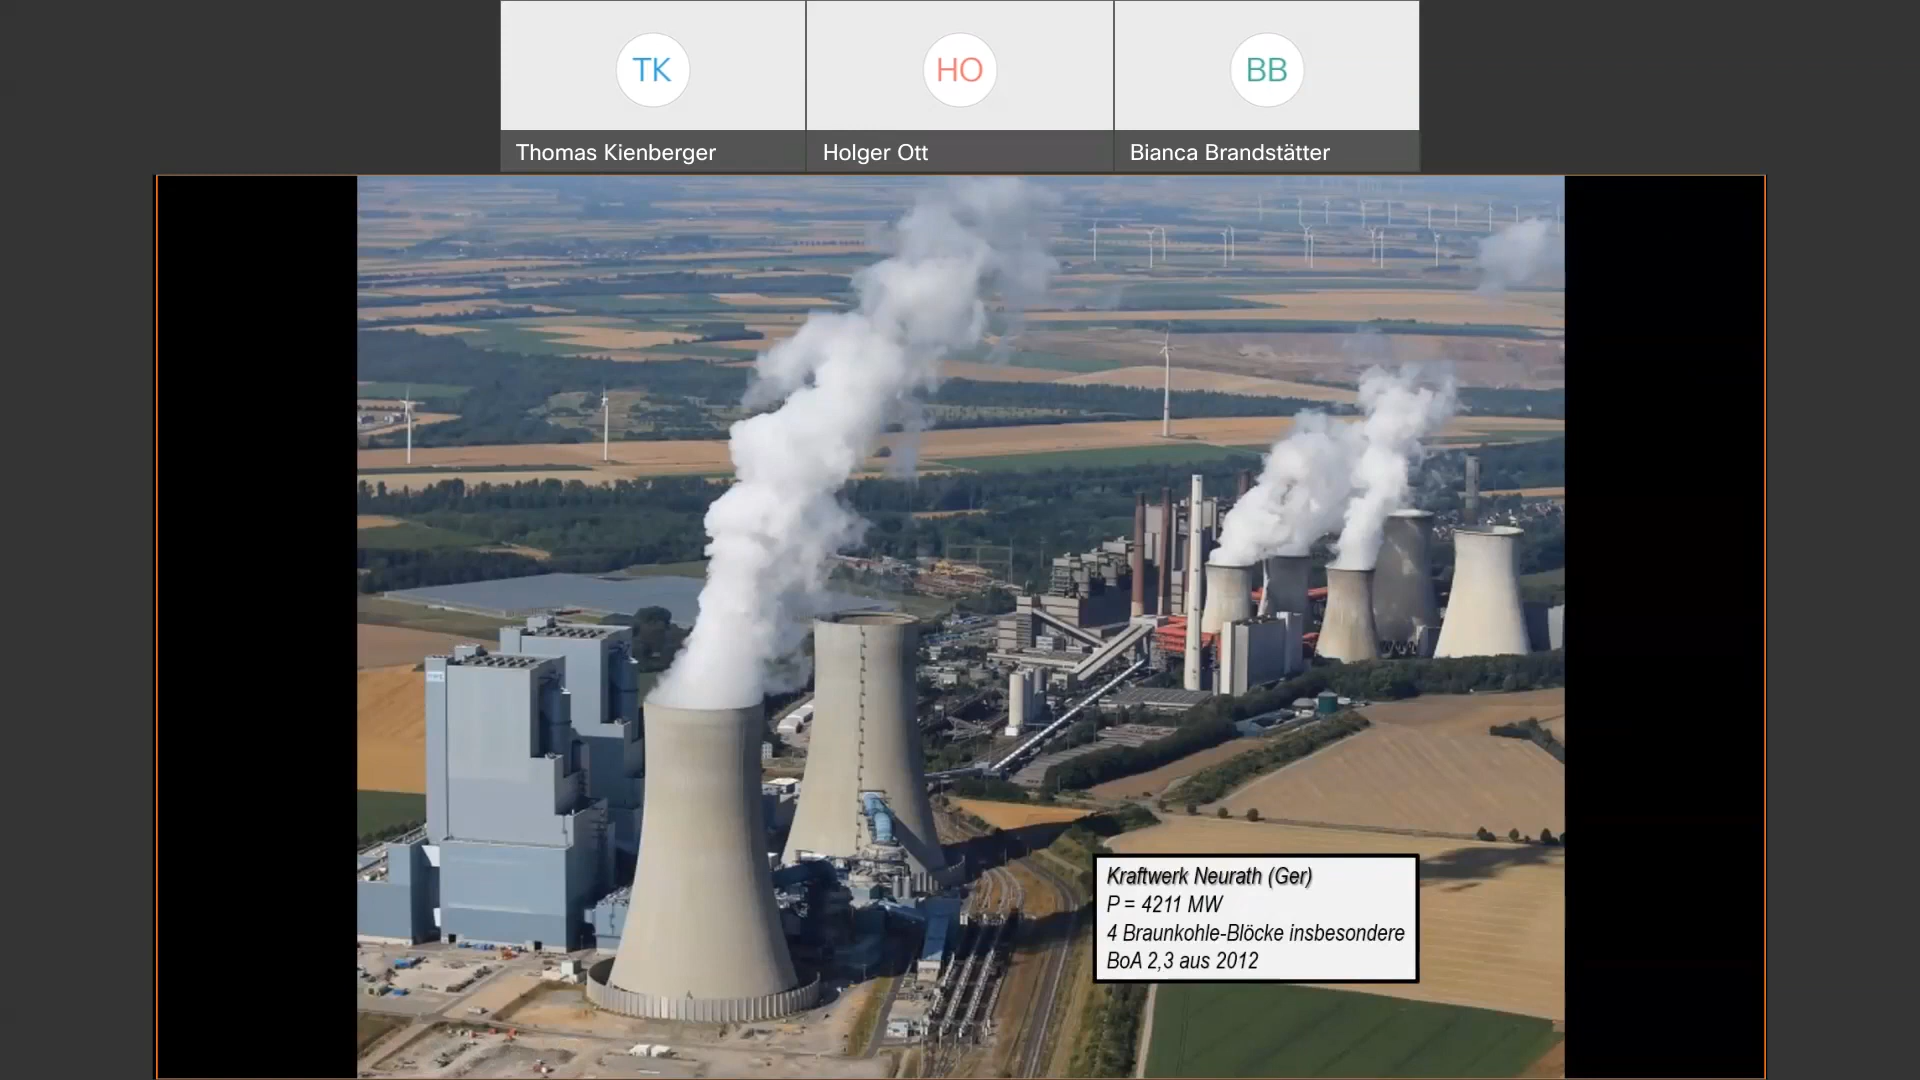 TK
HO
BB
Thomas Kienberger
Holger Ott
Bianca Brandstätter
Kraftwerk Neurath (Ger)
P = 4211 MW
4 Braunkohle-Blöcke insbesondere
BoA 2,3 aus 2012